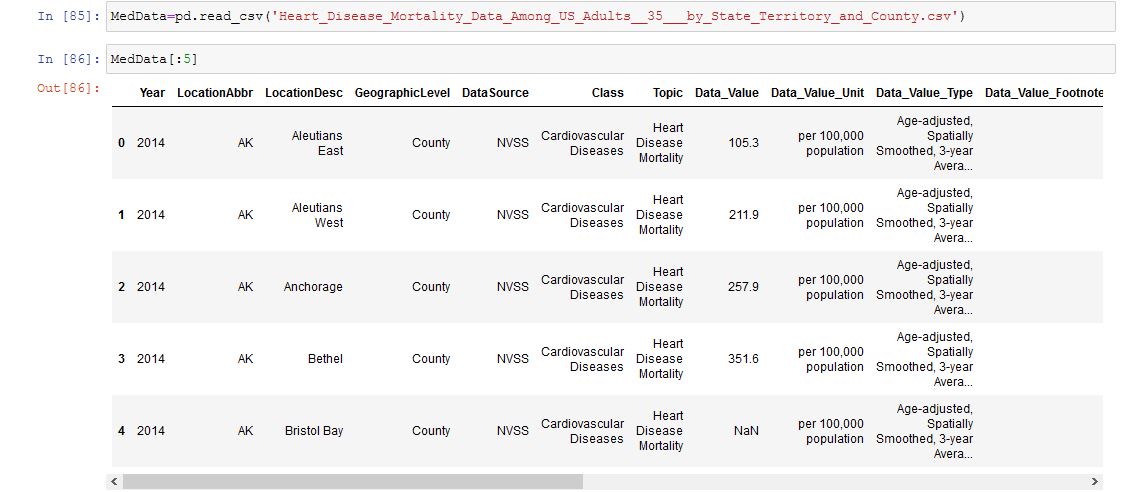 In [85]: MedData=pd.read_csv('Heart_Disease_Mortality_Data_Among_US_Adults__35___by_State_Territory_and_County.csv')
In [86]: MedData[:5]
Out[86]:
Year LocationAbbr LocationDesc GeographicLevel DataSource Class Topic Data_Value Data_Value_Unit Data_Value_Type Data_Value_Footnote
Age-adjusted,
Aleutians Heart Spatially
0 2014 AK East County NVSS Cardiovascular Diseases Disease 105.3 per 100,000 population Smoothed, 3-year
Mortality Avera...
Age-adjusted,
Aleutians Heart Spatially
1 2014 AK West County NVSS Cardiovascular Diseases Disease 211.9 per 100,000 population Smoothed, 3-year
Mortality Avera...
Age-adjusted,
Heart Spatially
2 2014 AK Anchorage County NVSS Cardiovascular Diseases Disease 257.9 per 100,000 population Smoothed, 3-year
Mortality Avera...
Age-adjusted,
Heart Spatially
3 2014 AK Bethel County NVSS Cardiovascular Diseases Disease 351.6 per 100,000 population Smoothed, 3-year
Mortality Avera...
Age-adjusted,
Heart Spatially
4 2014 AK Bristol Bay County NVSS Cardiovascular Diseases Disease NaN per 100,000 population Smoothed, 3-year
Mortality Avera...